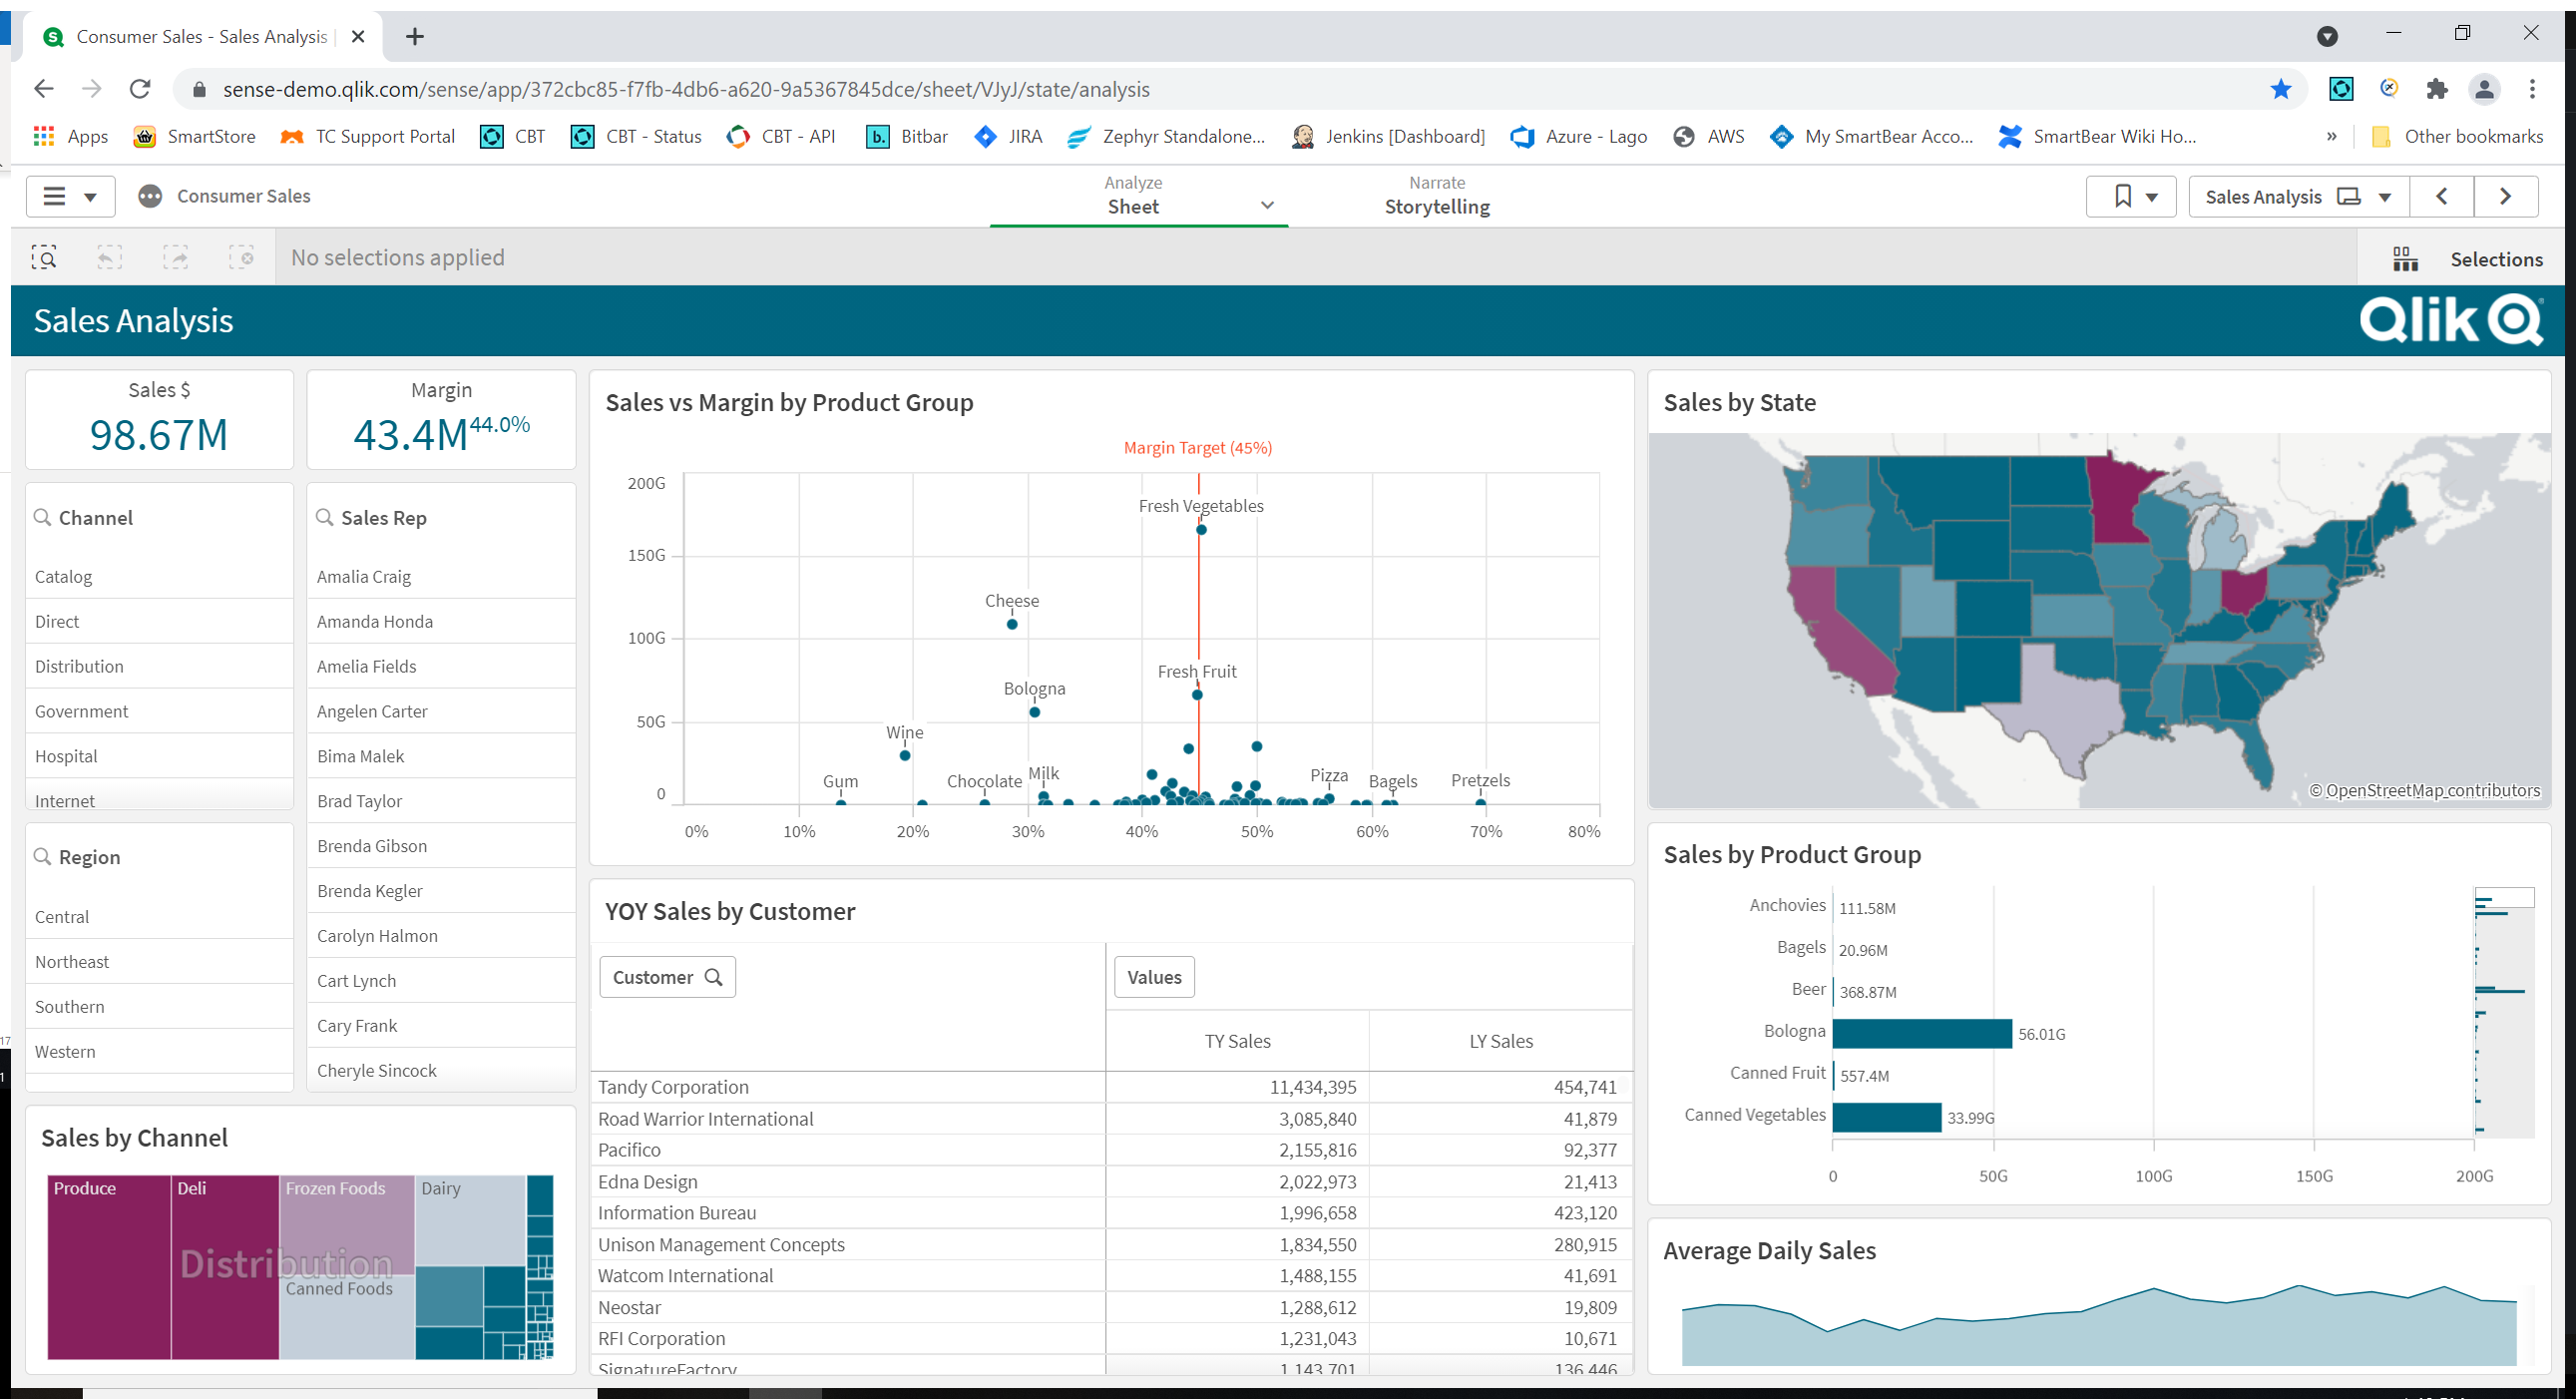 Consumer Sales - Sales Analysis
sense-demo.qlik.com/sense/app/372cbc85-f7fb-4db6-a620-9a5367845dce/sheet/VJyJ/state/analysis
Apps SmartStore TC Support Portal CBT CBT - Status CBT - API b. Bitbar JIRA Zephyr Standalone... Jenkins [Dashboard] Azure - Lago AWS My SmartBear Acco... SmartBear Wiki Ho... » Other bookmarks
Consumer Sales
Analyze
Sheet
Narrate
Storytelling
Sales Analysis
No selections applied
Selections
Sales Analysis
Qlik
Sales $
98.67M
Margin
43.4M 44.0%
Channel
Catalog
Direct
Distribution
Government
Hospital
Internet
Region
Central
Northeast
Southern
Western
Sales Rep
Amalia Craig
Amanda Honda
Amelia Fields
Angelen Carter
Bima Malek
Brad Taylor
Brenda Gibson
Brenda Kegler
Carolyn Halmon
Cart Lynch
Cary Frank
Cheryle Sincock
Sales by Channel
Produce Deli Frozen Foods Dairy
Distribution
Canned Foods
Sales vs Margin by Product Group
Margin Target (45%)
200G
Fresh Vegetables
150G
Cheese
100G
Fresh Fruit
Bologna
50G
Wine
Gum Chocolate Milk Pizza Bagels Pretzels
0
0% 10% 20% 30% 40% 50% 60% 70% 80%
YOY Sales by Customer
Customer Values
TY Sales LY Sales
Tandy Corporation 11,434,395 454,741
Road Warrior International 3,085,840 41,879
Pacifico 2,155,816 92,377
Edna Design 2,022,973 21,413
Information Bureau 1,996,658 423,120
Unison Management Concepts 1,834,550 280,915
Watcom International 1,488,155 41,691
Neostar 1,288,612 19,809
RFI Corporation 1,231,043 10,671
SignatureFactory 1,143,701 136,446
Sales by State
© OpenStreetMap contributors
Sales by Product Group
Anchovies 111.58M
Bagels 20.96M
Beer 368.87M
Bologna 56.01G
Canned Fruit 557.4M
Canned Vegetables 33.99G
0 50G 100G 150G 200G
Average Daily Sales